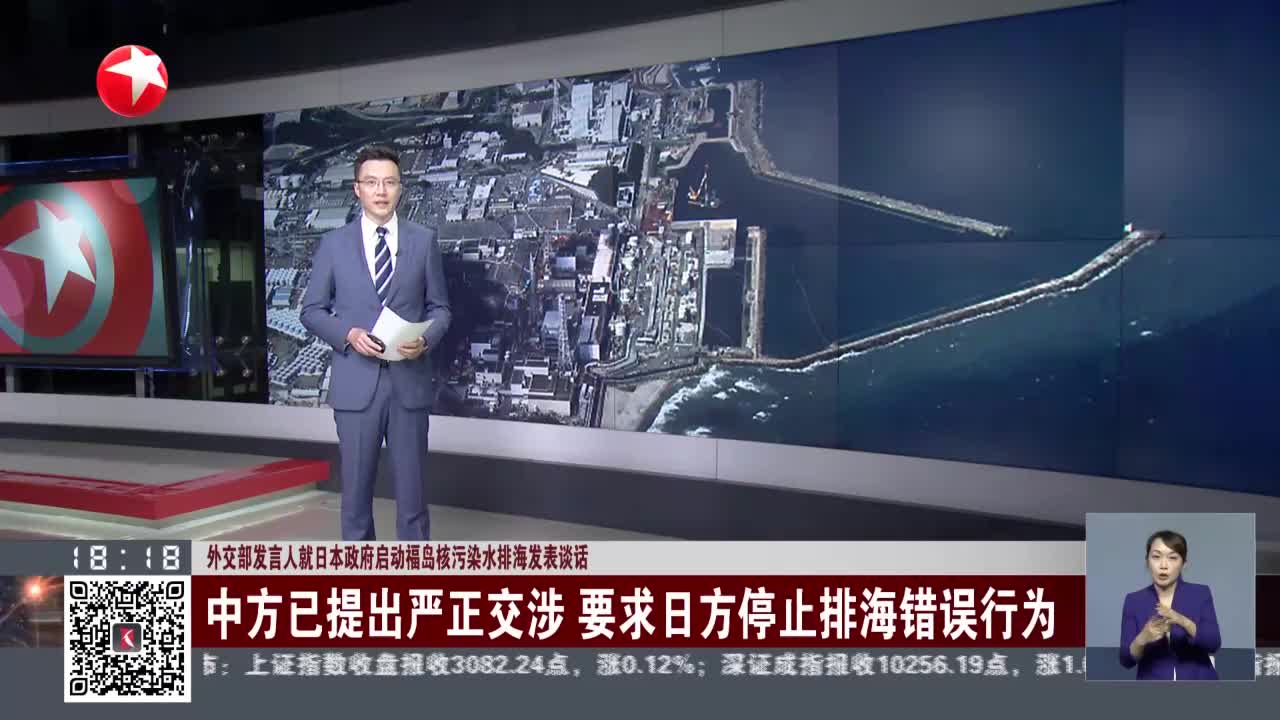 18:18
外交部发言人就日本政府启动福岛核污染水排海发表谈话
中方已提出严正交涉 要求日方停止排海错误行为
市：上证指数收盘报收3082.24点，涨0.12%；深证成指报收10256.19点，涨1.